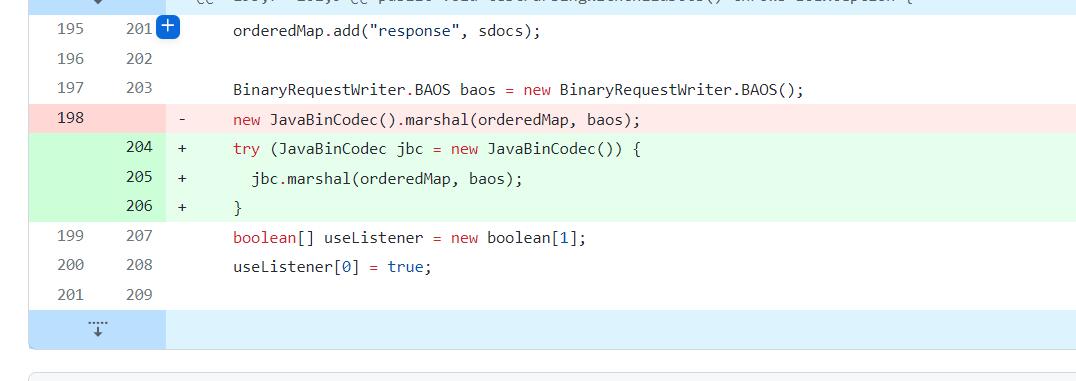 195 201 + orderedMap.add("response", sdocs);
196 202
197 203 BinaryRequestWriter.BAOS baos = new BinaryRequestWriter.BAOS();
198 - new JavaBinCodec().marshal(orderedMap, baos);
204 + try (JavaBinCodec jbc = new JavaBinCodec()) {
205 + jbc.marshal(orderedMap, baos);
206 + }
199 207 boolean[] useListener = new boolean[1];
200 208 useListener[0] = true;
201 209